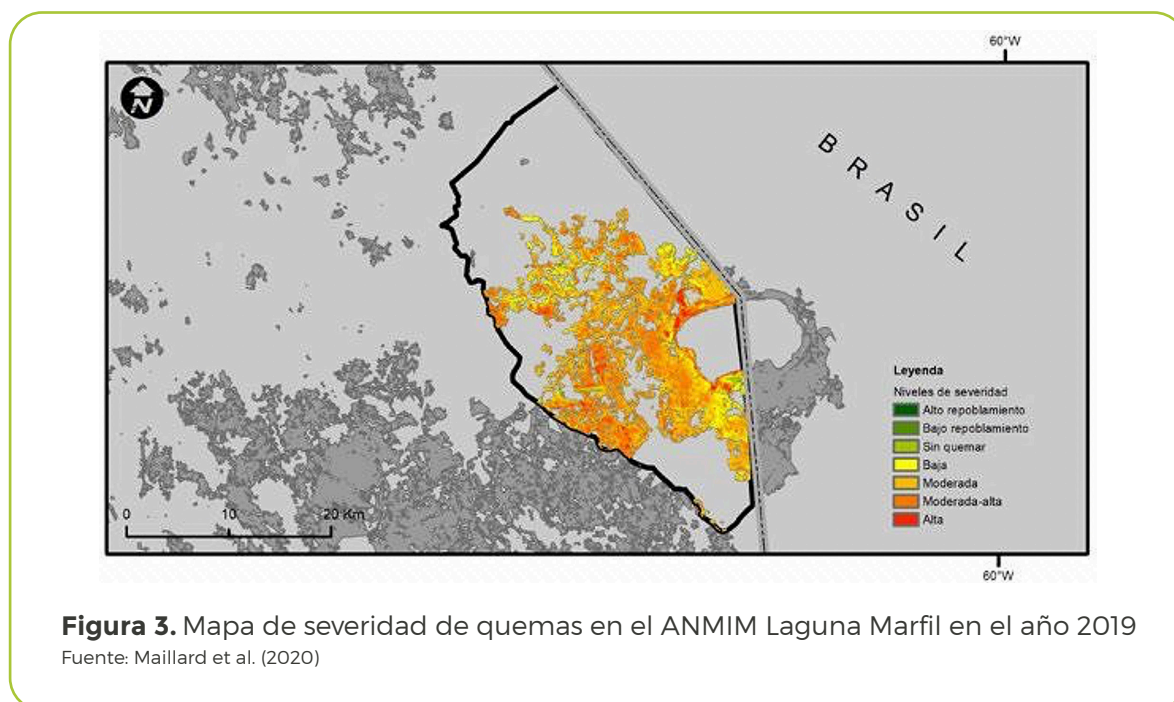 60°W
N
BRASIL
Leyenda
Niveles de severidad
Alto repoblamiento
Bajo repoblamiento
Sin quemar
Baja
Moderada
Moderada-alta
Alta
0 10 20 Km
60°W
Figura 3. Mapa de severidad de quemas en el ANMIM Laguna Marfil en el año 2019
Fuente: Maillard et al. (2020)